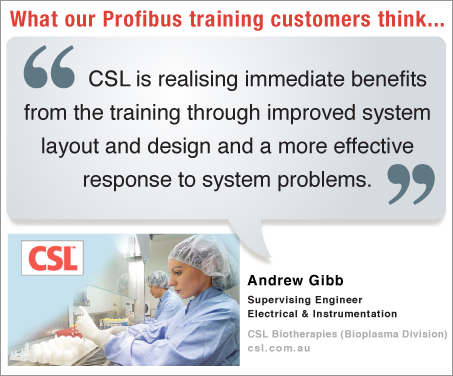 What our Profibus training customers think...
“ CSL is realising immediate benefits
from the training through improved system
layout and design and a more effective
response to system problems. ”
CSL™
Andrew Gibb
Supervising Engineer
Electrical & Instrumentation
CSL Biotherapies (Bioplasma Division)
csl.com.au